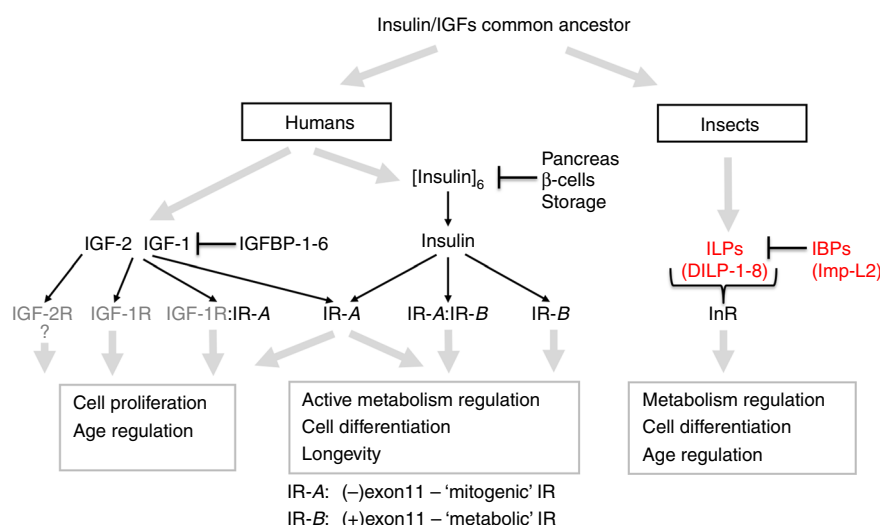 Insulin/IGFs common ancestor
Humans
Insects
[Insulin]6
Pancreas
β-cells
Storage
IGF-2 IGF-1
IGFBP-1-6
Insulin
ILPs
(DILP-1-8)
IBPs
(Imp-L2)
IGF-2R
?
IGF-1R
IGF-1R:IR-A
IR-A
IR-A:IR-B
IR-B
InR
Cell proliferation
Age regulation
Active metabolism regulation
Cell differentiation
Longevity
Metabolism regulation
Cell differentiation
Age regulation
IR-A: (–)exon11 – ‘mitogenic’ IR
IR-B: (+)exon11 – ‘metabolic’ IR